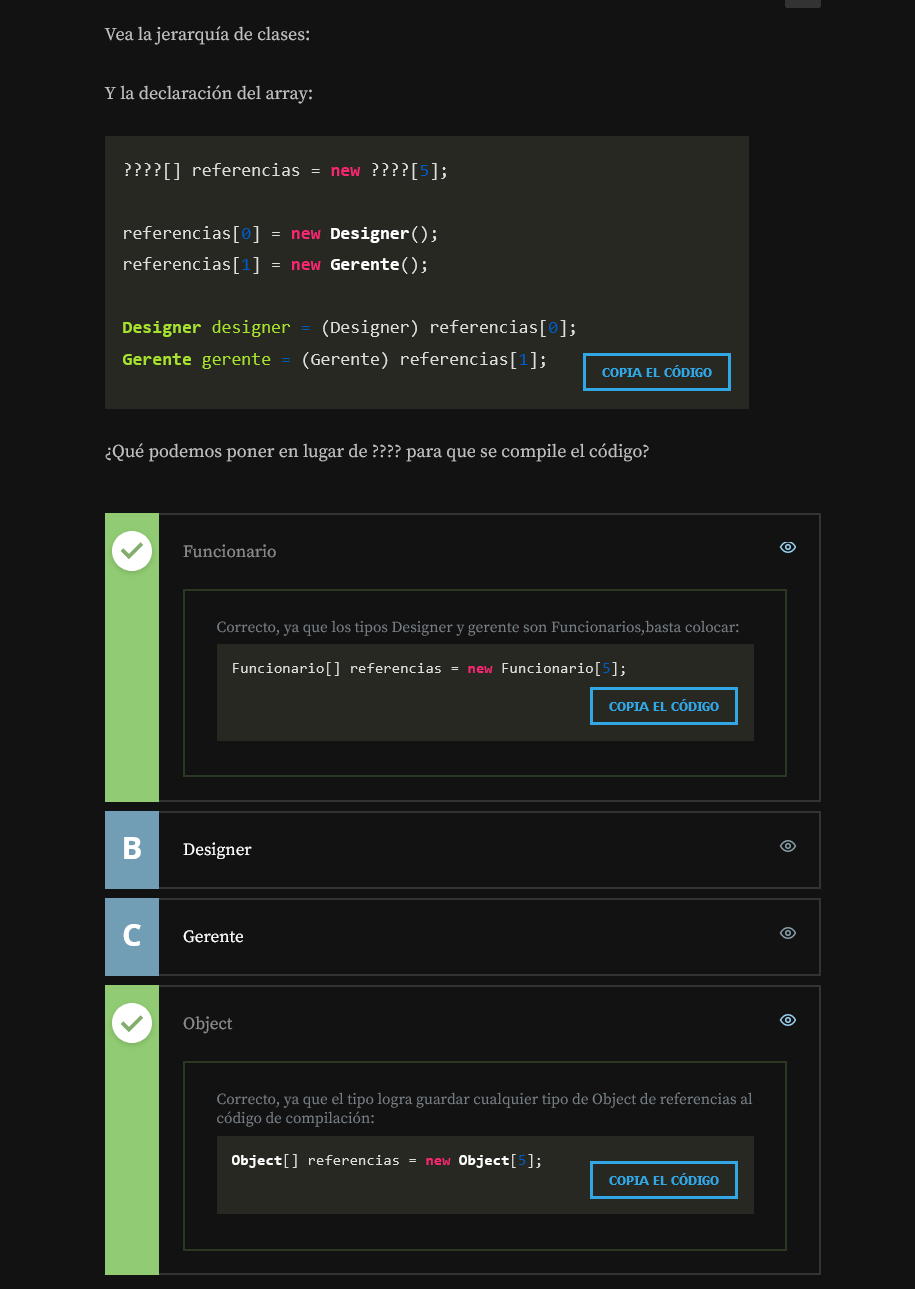 Vea la jerarquía de clases:
Y la declaración del array:
????[] referencias = new ????[5];
referencias[0] = new Designer();
referencias[1] = new Gerente();
Designer designer = (Designer) referencias[0];
Gerente gerente = (Gerente) referencias[1];
COPIA EL CÓDIGO
¿Qué podemos poner en lugar de ???? para que se compile el código?
Funcionario
Correcto, ya que los tipos Designer y gerente son Funcionarios,basta colocar:
Funcionario[] referencias = new Funcionario[5];
COPIA EL CÓDIGO
B
Designer
C
Gerente
Object
Correcto, ya que el tipo logra guardar cualquier tipo de Object de referencias al
código de compilación:
Object[] referencias = new Object[5];
COPIA EL CÓDIGO